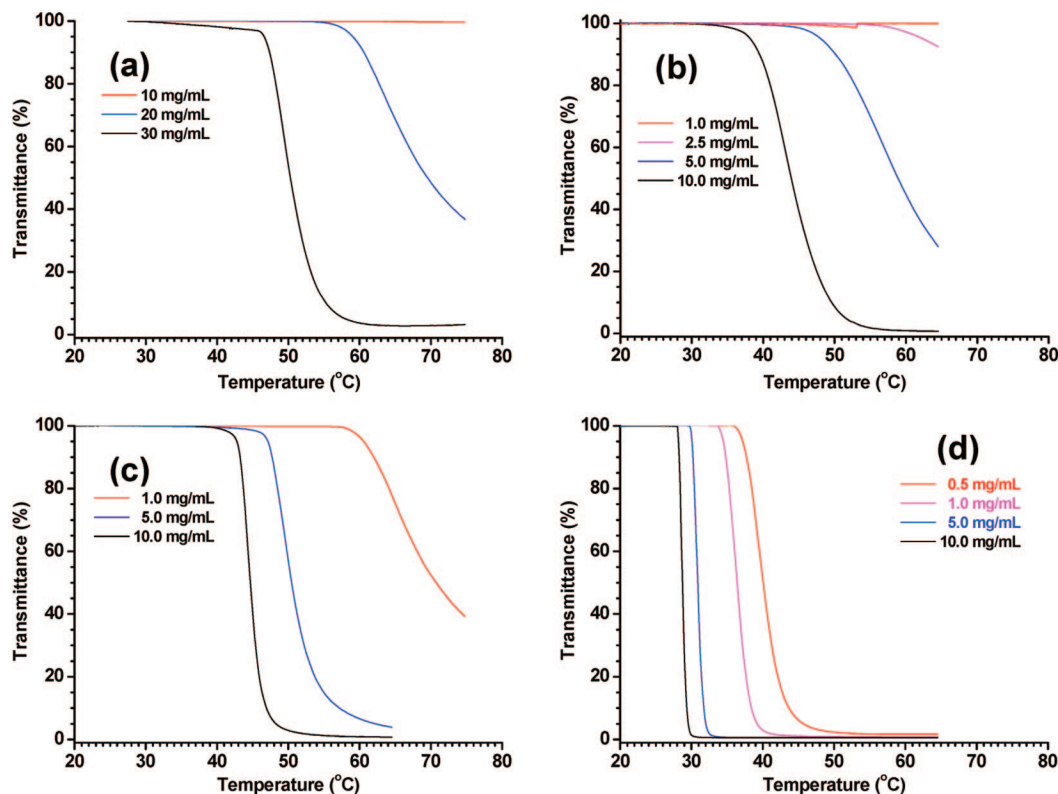 100
80
60
40
20
0
Transmittance (%)
(a)
10 mg/mL
20 mg/mL
30 mg/mL
20 30 40 50 60 70 80
Temperature (°C)
100
80
60
40
20
0
Transmittance (%)
(b)
1.0 mg/mL
2.5 mg/mL
5.0 mg/mL
10.0 mg/mL
20 30 40 50 60 70 80
Temperature (°C)
100
80
60
40
20
0
Transmittance (%)
(c)
1.0 mg/mL
5.0 mg/mL
10.0 mg/mL
20 30 40 50 60 70 80
Temperature (°C)
100
80
60
40
20
0
Transmittance (%)
(d)
0.5 mg/mL
1.0 mg/mL
5.0 mg/mL
10.0 mg/mL
20 30 40 50 60 70 80
Temperature (°C)